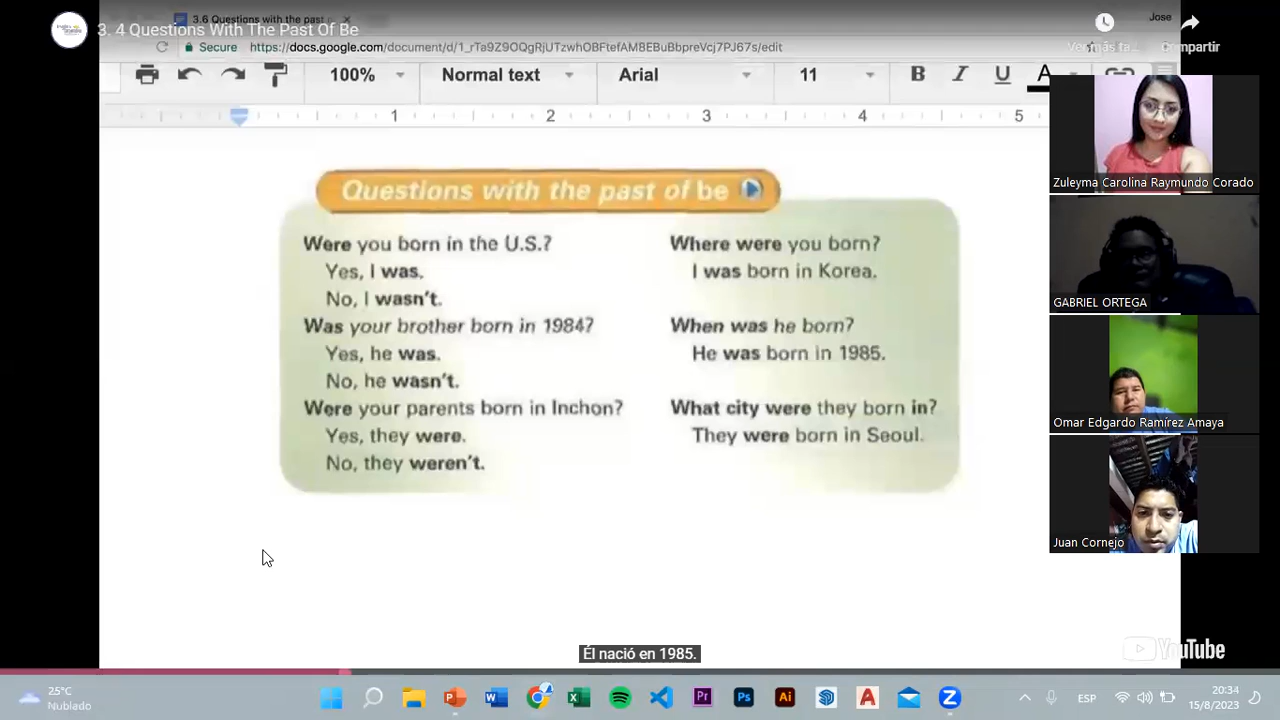 3.6 Questions with the past
Jose
3. 4 Questions With The Past Of Be
Secure
https://docs.google.com/document/d/1_rTa9Z9OQgRjUTzwhOBFtefAMBEBuBbpreVcj7PJ67s/edit
Ver más ta...
Compartir
100%
Normal text
Arial
11
B I U A
1 2 3 4 5
Questions with the past of be
Were you born in the U.S.?
Yes, I was.
No, I wasn't.
Was your brother born in 1984?
Yes, he was.
No, he wasn't.
Were your parents born in Inchon?
Yes, they were.
No, they weren't.
Where were you born?
I was born in Korea.
When was he born?
He was born in 1985.
What city were they born in?
They were born in Seoul.
Zuleyma Carolina Raymundo Corado
GABRIEL ORTEGA
Omar Edgardo Ramírez Amaya
Juan Cornejo
Él nació en 1985.
YouTube
25°C
Nublado
ESP
20:34
15/8/2023